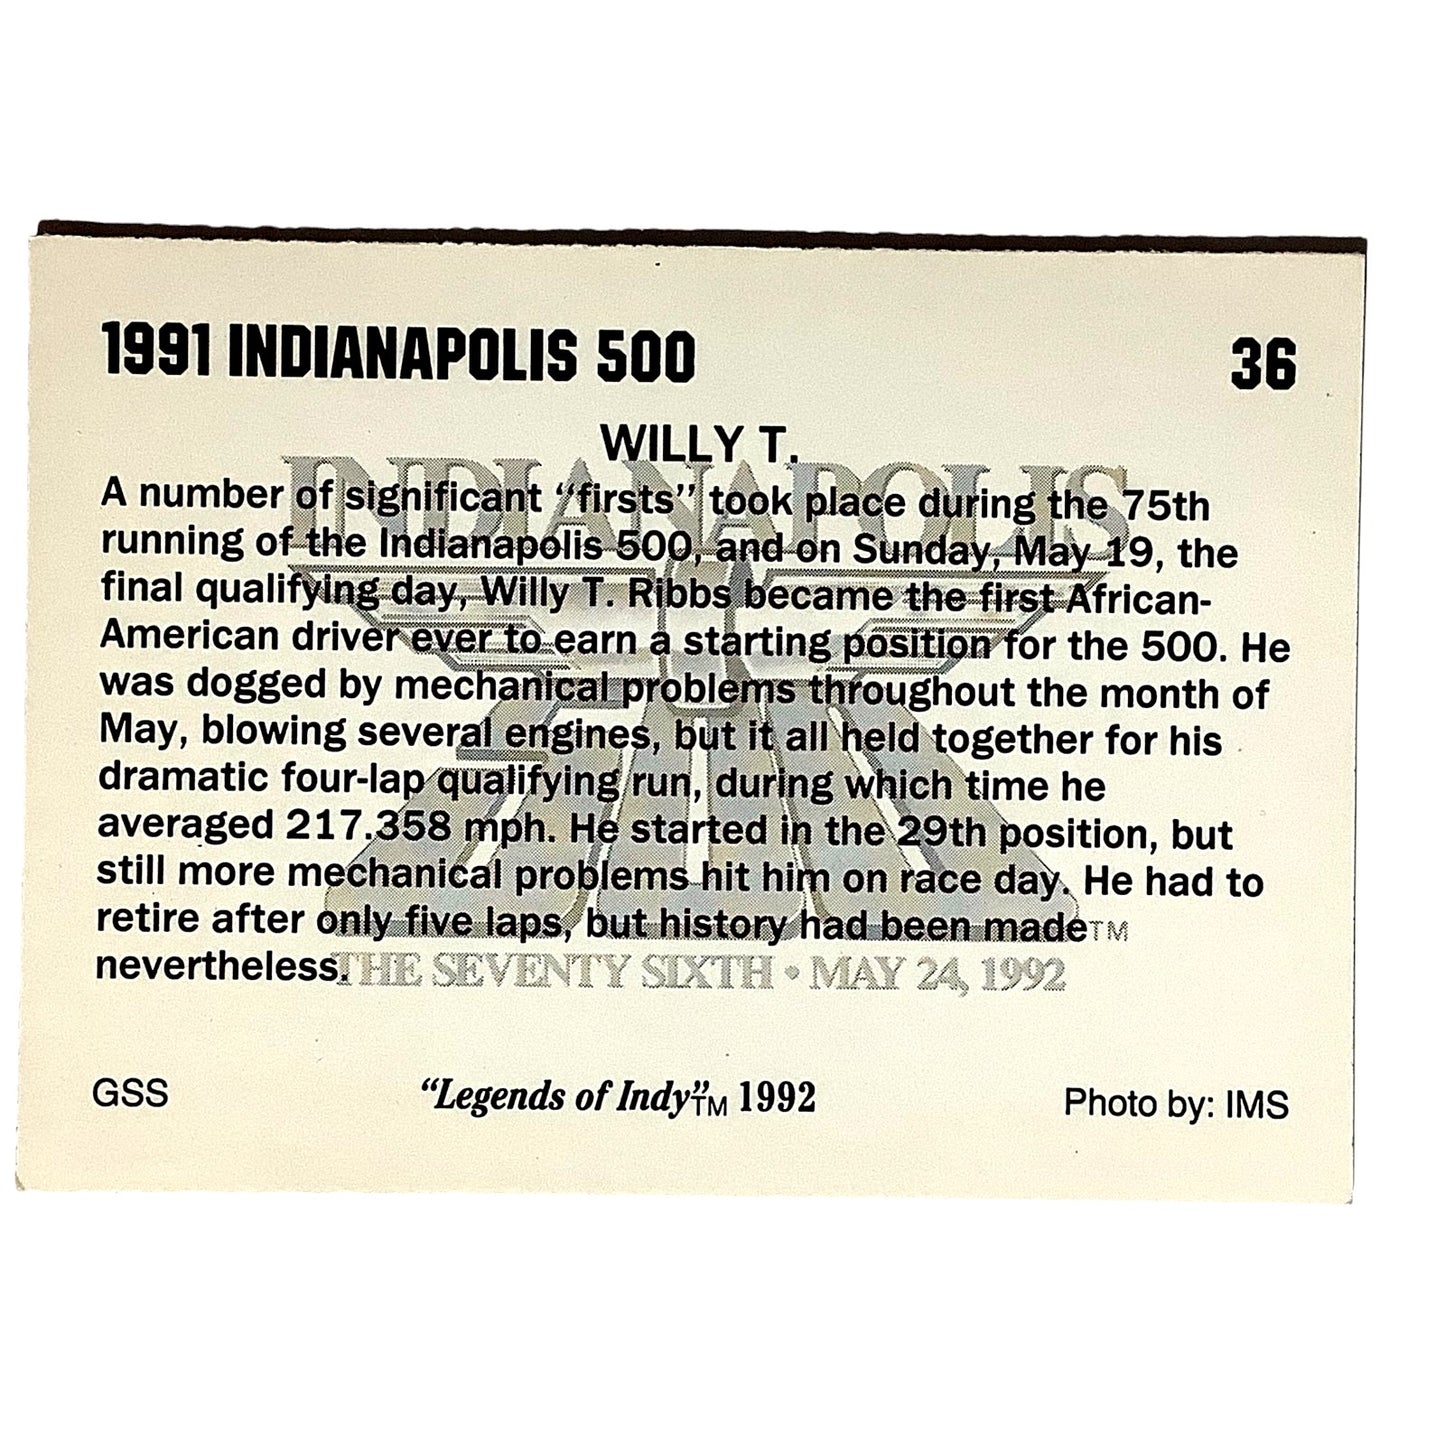 1991 INDIANAPOLIS 500 36
WILLY T.
INDIANAPOLIS
A number of significant “firsts” took place during the 75th
running of the Indianapolis 500, and on Sunday, May 19, the
final qualifying day, Willy T. Ribbs became the first African-
American driver ever to earn a starting position for the 500. He
was dogged by mechanical problems throughout the month of
May, blowing several engines, but it all held together for his
dramatic four-lap qualifying run, during which time he
averaged 217.358 mph. He started in the 29th position, but
still more mechanical problems hit him on race day. He had to
retire after only five laps, but history had been made
nevertheless.
500
TM
THE SEVENTY SIXTH • MAY 24, 1992
GSS “Legends of Indy”TM 1992 Photo by: IMS